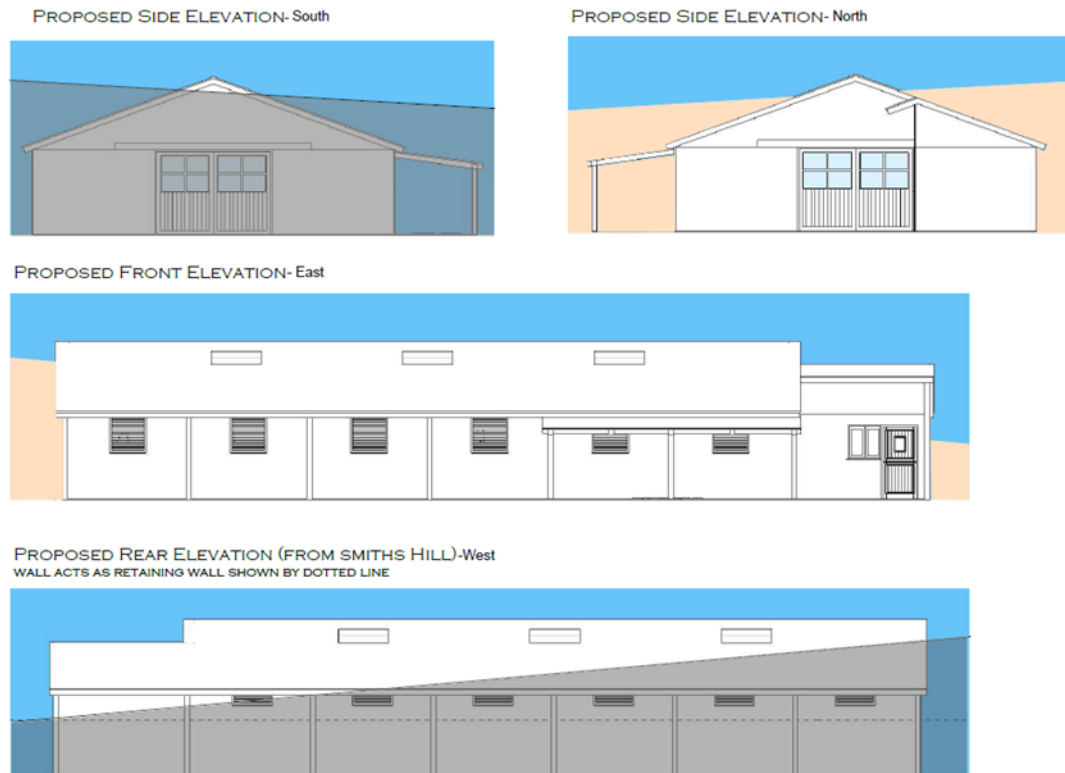 PROPOSED SIDE ELEVATION- South
PROPOSED SIDE ELEVATION- North
PROPOSED FRONT ELEVATION- East
PROPOSED REAR ELEVATION (FROM SMITHS HILL)-West
WALL ACTS AS RETAINING WALL SHOWN BY DOTTED LINE